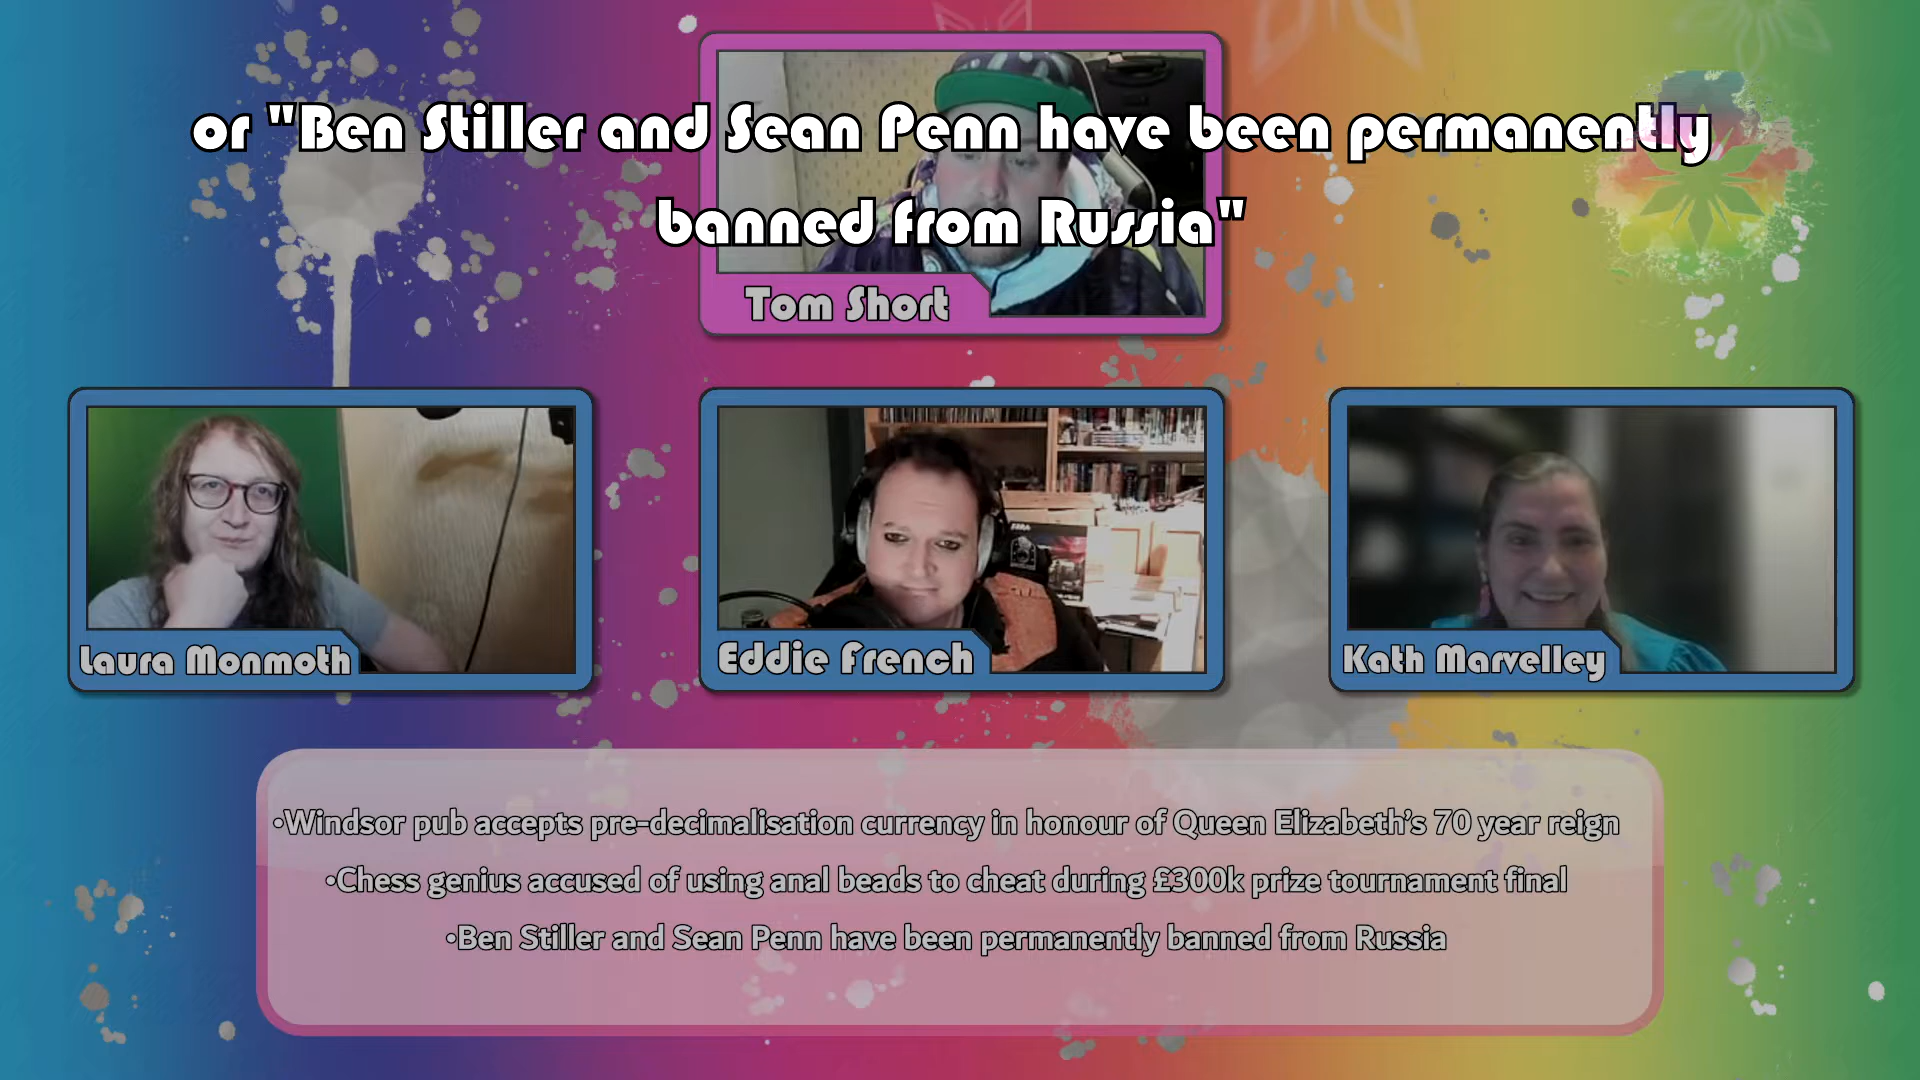 or "Ben Stiller and Sean Penn have been permanently
banned from Russia"
Tom Short
Laura Monmoth
Eddie French
Kath Marvelley
•Windsor pub accepts pre-decimalisation currency in honour of Queen Elizabeth's 70 year reign
•Chess genius accused of using anal beads to cheat during £300k prize tournament final
•Ben Stiller and Sean Penn have been permanently banned from Russia